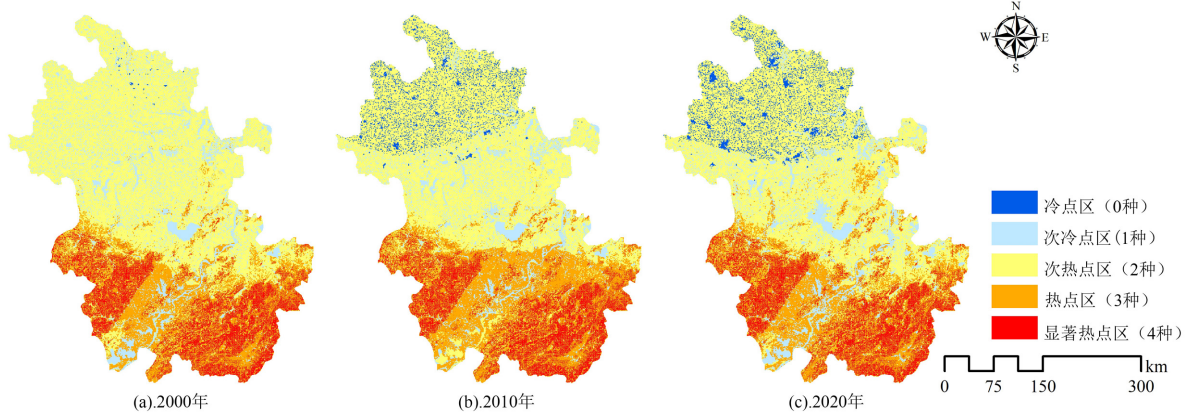 N
W
E
S
冷点区（0种）
次冷点区(1种)
次热点区（2种）
热点区（3种）
显著热点区（4种）
km
0 75 150 300
(a).2000年
(b).2010年
(c).2020年